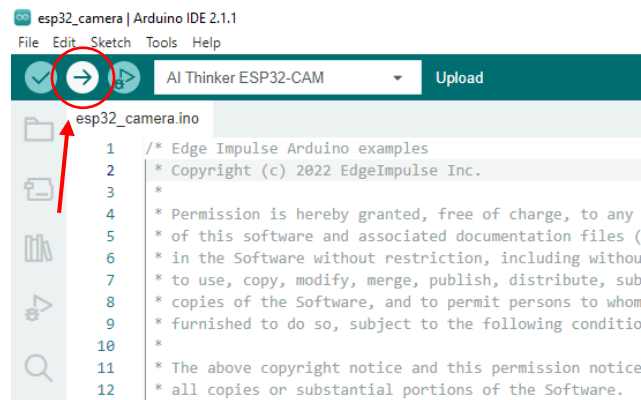 esp32_camera | Arduino IDE 2.1.1
File Edit Sketch Tools Help
AI Thinker ESP32-CAM Upload
esp32_camera.ino
1 /* Edge Impulse Arduino examples
2 * Copyright (c) 2022 EdgeImpulse Inc.
3 *
4 * Permission is hereby granted, free of charge, to any
5 * of this software and associated documentation files (
6 * in the Software without restriction, including withou
7 * to use, copy, modify, merge, publish, distribute, sub
8 * copies of the Software, and to permit persons to whom
9 * furnished to do so, subject to the following conditio
10 *
11 * The above copyright notice and this permission notice
12 * all copies or substantial portions of the Software.